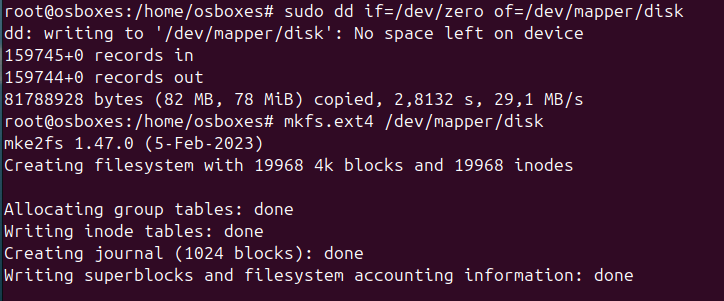 root@osboxes:/home/osboxes# sudo dd if=/dev/zero of=/dev/mapper/disk
dd: writing to '/dev/mapper/disk': No space left on device
159745+0 records in
159744+0 records out
81788928 bytes (82 MB, 78 MiB) copied, 2,8132 s, 29,1 MB/s
root@osboxes:/home/osboxes# mkfs.ext4 /dev/mapper/disk
mke2fs 1.47.0 (5-Feb-2023)
Creating filesystem with 19968 4k blocks and 19968 inodes

Allocating group tables: done
Writing inode tables: done
Creating journal (1024 blocks): done
Writing superblocks and filesystem accounting information: done